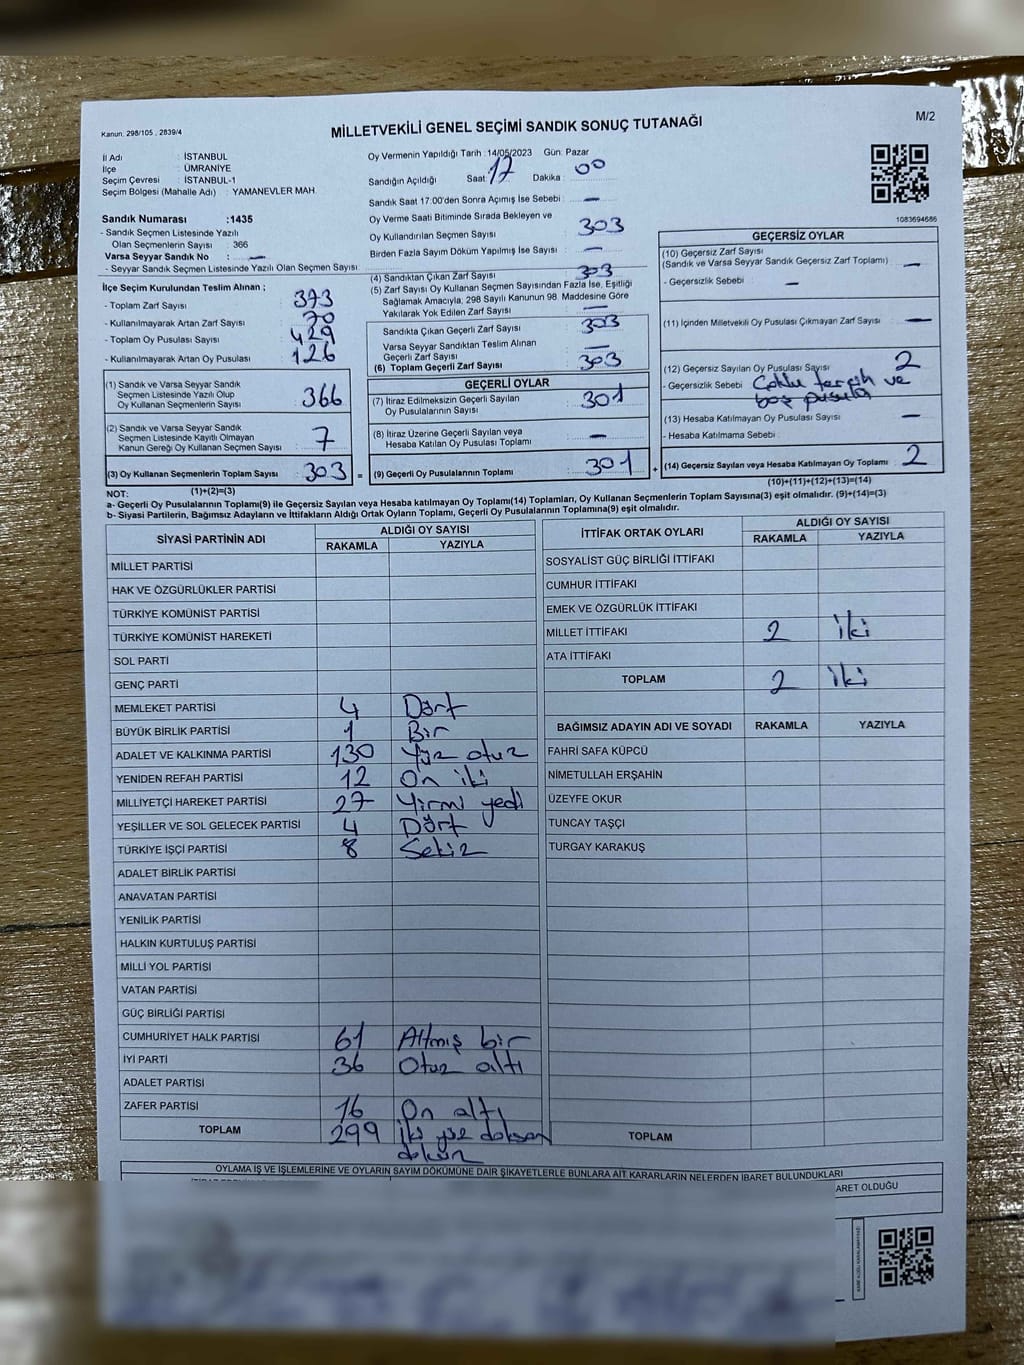 Kanun: 298/105 , 2839/4
MİLLETVEKİLİ GENEL SEÇİMİ SANDIK SONUÇ TUTANAĞI
M/2
İl Adı : İSTANBUL
İlçe : ÜMRANİYE
Seçim Çevresi : İSTANBUL-1
Seçim Bölgesi (Mahalle Adı) : YAMANEVLER MAH.
Sandık Numarası :1435
- Sandık Seçmen Listesinde Yazılı
Olan Seçmenlerin Sayısı : 366
Varsa Seyyar Sandık No : —
- Seyyar Sandık Seçmen Listesinde Yazılı Olan Seçmen Sayısı
İlçe Seçim Kurulundan Teslim Alınan ;
- Toplam Zarf Sayısı : 373
- Kullanılmayarak Artan Zarf Sayısı : 70
- Toplam Oy Pusulası Sayısı : 429
- Kullanılmayarak Artan Oy Pusulası : 126
(1) Sandık ve Varsa Seyyar Sandık
Seçmen Listesinde Yazılı Olup
Oy Kullanan Seçmenlerin Sayısı : 366
(2) Sandık ve Varsa Seyyar Sandık
Seçmen Listesinde Kayıtlı Olmayan
Kanun Gereği Oy Kullanan Seçmen Sayısı : 7
(3) Oy Kullanan Seçmenlerin Toplam Sayısı : 303
(1)+(2)=(3)
Oy Vermenin Yapıldığı Tarih : 14/05/2023 Gün: Pazar
Sandığın Açıldığı Saat: 17 Dakika : 00
Sandık Saat 17:00'den Sonra Açımış İse Sebebi : —
Oy Verme Saati Bitiminde Sırada Bekleyen ve
Oy Kullandırılan Seçmen Sayısı : 303
Birden Fazla Sayım Döküm Yapılmış İse Sayısı : —
(4) Sandıktan Çıkan Zarf Sayısı : 303
(5) Zarf Sayısı Oy Kullanan Seçmen Sayısından Fazla İse, Eşitliği
Sağlamak Amacıyla, 298 Sayılı Kanunun 98. Maddesine Göre
Yakılarak Yok Edilen Zarf Sayısı : —
Sandıkta Çıkan Geçerli Zarf Sayısı : 303
Varsa Seyyar Sandıktan Teslim Alınan
Geçerli Zarf Sayısı : —
(6) Toplam Geçerli Zarf Sayısı : 303
GEÇERLİ OYLAR
(7) İtiraz Edilmeksizin Geçerli Sayılan
Oy Pusulalarının Sayısı : 301
(8) İtiraz Üzerine Geçerli Sayılan veya
Hesaba Katılan Oy Pusulası Toplamı : —
= (9) Geçerli Oy Pusulalarının Toplamı : 301
1083694686
GEÇERSİZ OYLAR
(10) Geçersiz Zarf Sayısı
(Sandık ve Varsa Seyyar Sandık Geçersiz Zarf Toplamı) : —
- Geçersizlik Sebebi : —
(11) İçinden Milletvekili Oy Pusulası Çıkmayan Zarf Sayısı : —
(12) Geçersiz Sayılan Oy Pusulası Sayısı : 2
- Geçersizlik Sebebi : Çoklu tercih ve
boş pusula
(13) Hesaba Katılmayan Oy Pusulası Sayısı : —
- Hesaba Katılmama Sebebi :
+ (14) Geçersiz Sayılan veya Hesaba Katılmayan Oy Toplamı : 2
(10)+(11)+(12)+(13)=(14)
NOT:
a- Geçerli Oy Pusulalarının Toplamı(9) ile Geçersiz Sayılan veya Hesaba katılmayan Oy Toplamı(14) Toplamları, Oy Kullanan Seçmenlerin Toplam Sayısına(3) eşit olmalıdır. (9)+(14)=(3)
b- Siyasi Partilerin, Bağımsız Adayların ve İttifakların Aldığı Ortak Oyların Toplamı, Geçerli Oy Pusulalarının Toplamına(9) eşit olmalıdır.
SİYASİ PARTİNİN ADI ALDIĞI OY SAYISI
RAKAMLA YAZIYLA
MİLLET PARTİSİ
HAK VE ÖZGÜRLÜKLER PARTİSİ
TÜRKİYE KOMÜNİST PARTİSİ
TÜRKİYE KOMÜNİST HAREKETİ
SOL PARTİ
GENÇ PARTİ
MEMLEKET PARTİSİ 4 Dört
BÜYÜK BİRLİK PARTİSİ 1 Bir
ADALET VE KALKINMA PARTİSİ 130 Yüz otuz
YENİDEN REFAH PARTİSİ 12 On iki
MİLLİYETÇİ HAREKET PARTİSİ 27 Yirmi yedi
YEŞİLLER VE SOL GELECEK PARTİSİ 4 Dört
TÜRKİYE İŞÇİ PARTİSİ 8 Sekiz
ADALET BİRLİK PARTİSİ
ANAVATAN PARTİSİ
YENİLİK PARTİSİ
HALKIN KURTULUŞ PARTİSİ
MİLLİ YOL PARTİSİ
VATAN PARTİSİ
GÜÇ BİRLİĞİ PARTİSİ
CUMHURİYET HALK PARTİSİ 61 Altmış bir
İYİ PARTİ 36 Otuz altı
ADALET PARTİSİ
ZAFER PARTİSİ 16 On altı
TOPLAM 299 İki yüz doksan
dokuz
İTTİFAK ORTAK OYLARI ALDIĞI OY SAYISI
RAKAMLA YAZIYLA
SOSYALİST GÜÇ BİRLİĞİ İTTİFAKI
CUMHUR İTTİFAKI
EMEK VE ÖZGÜRLÜK İTTİFAKI
MİLLET İTTİFAKI 2 İki
ATA İTTİFAKI
TOPLAM 2 İki
BAĞIMSIZ ADAYIN ADI VE SOYADI RAKAMLA YAZIYLA
FAHRİ SAFA KÜPCÜ
NİMETULLAH ERŞAHİN
ÜZEYFE OKUR
TUNCAY TAŞÇI
TURGAY KARAKUŞ
TOPLAM
OYLAMA İŞ VE İŞLEMLERİNE VE OYLARIN SAYIM DÖKÜMÜNE DAİR ŞİKAYETLERLE BUNLARA AİT KARARLARIN NELERDEN İBARET BULUNDUKLARI
ARET OLDUĞU